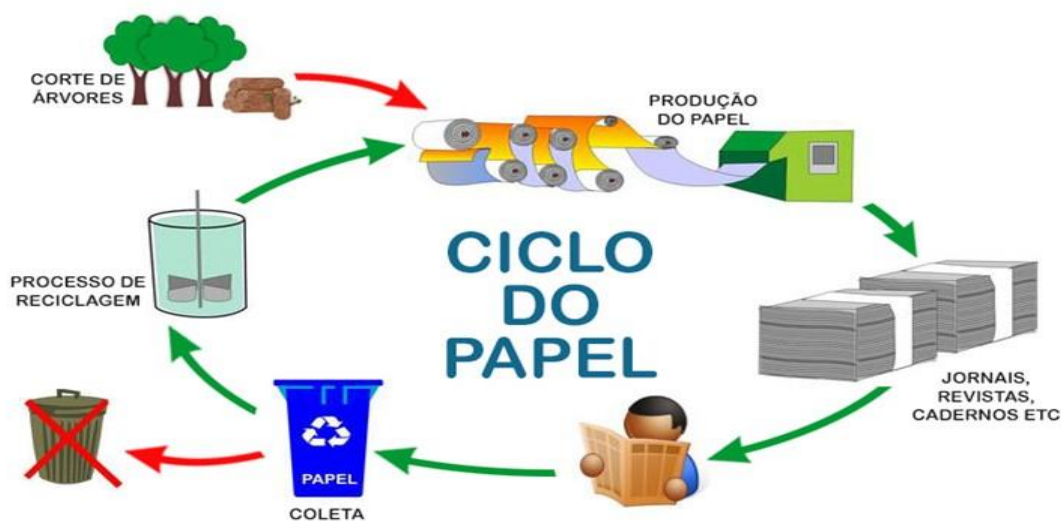 CORTE DE
ÁRVORES
PRODUÇÃO
DO PAPEL
CICLO
DO
PAPEL
PROCESSO DE
RECICLAGEM
JORNAIS,
REVISTAS,
CADERNOS ETC
PAPEL
COLETA